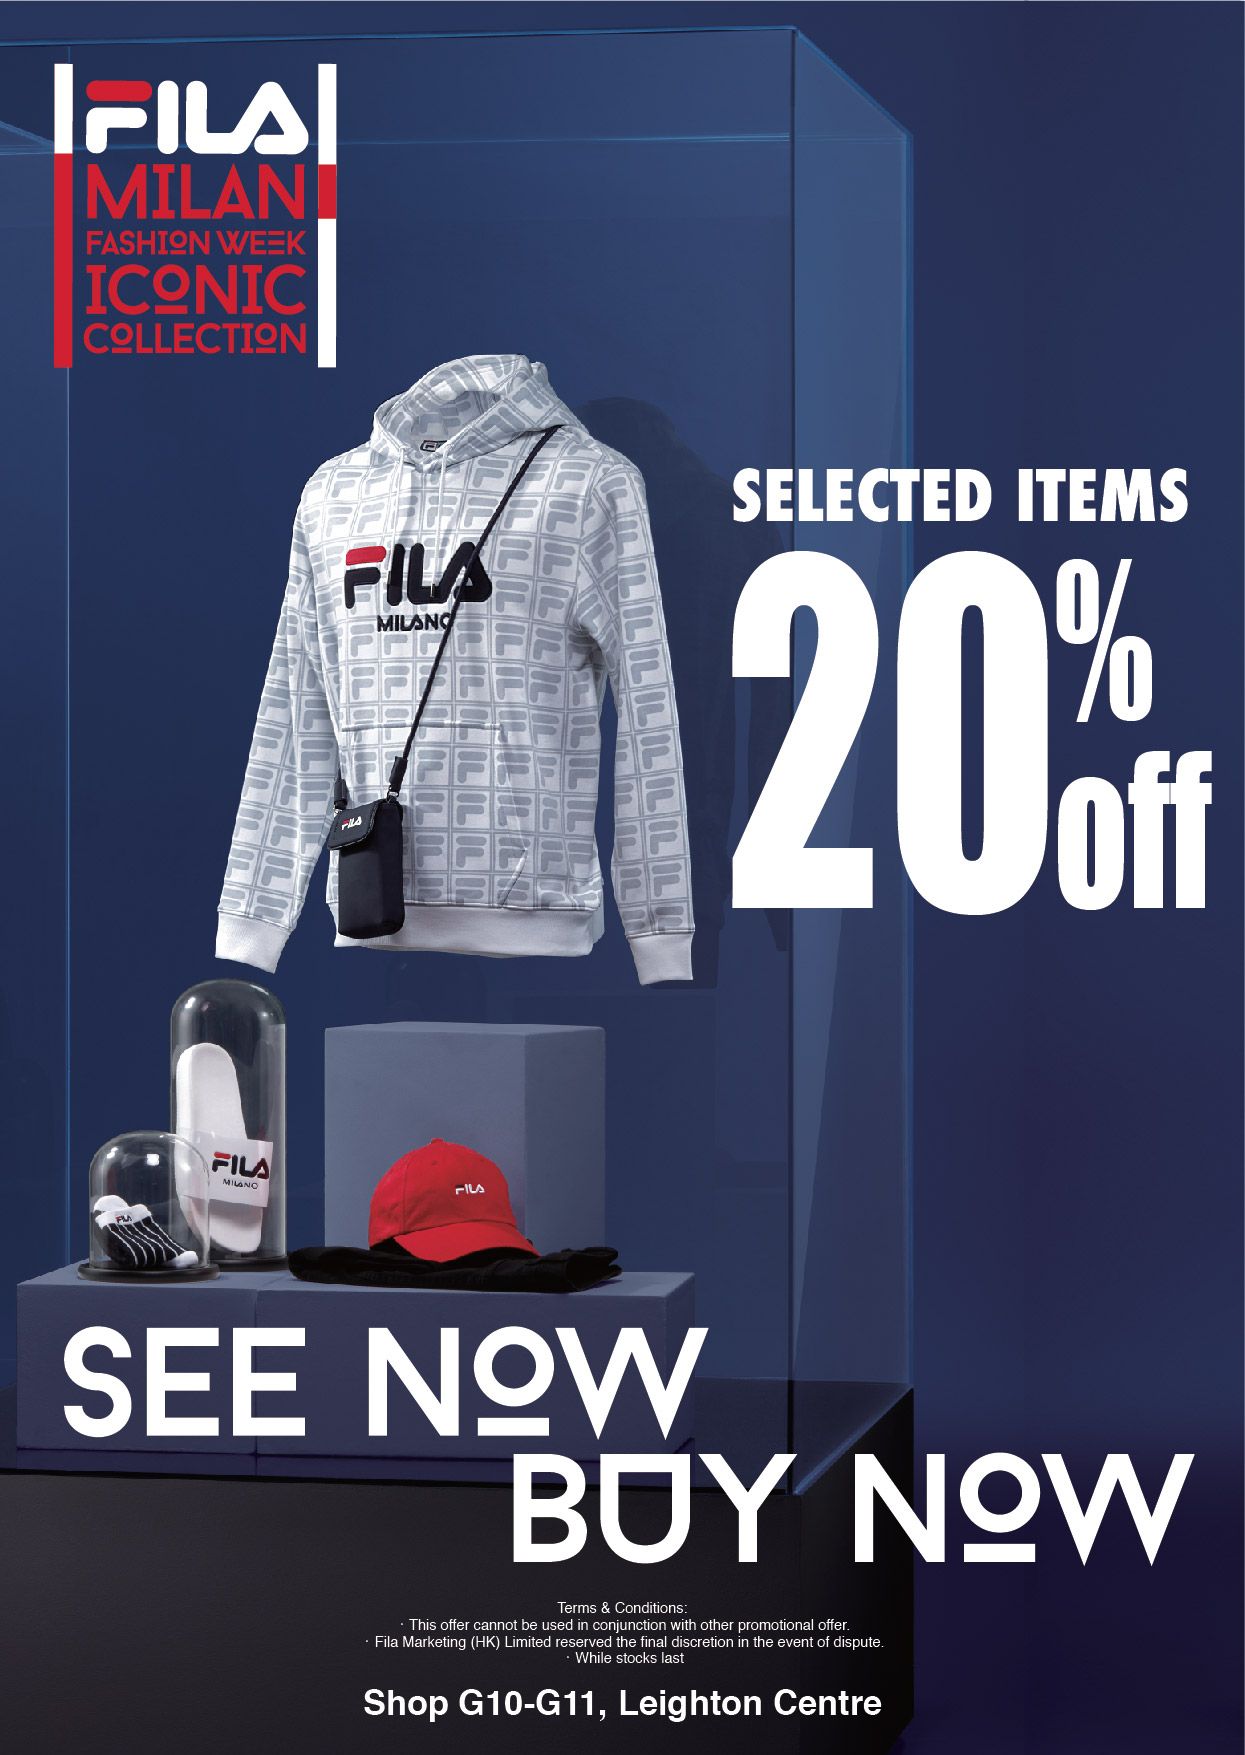 FILA
MILAN
FASHION WEEK
ICONIC
COLLECTION
SELECTED ITEMS
20% off
FILA
MILANO
FILA
FILA
MILANO
FILA
FILA
SEE NOW
BUY NOW
Terms & Conditions:
· This offer cannot be used in conjunction with other promotional offer.
· Fila Marketing (HK) Limited reserved the final discretion in the event of dispute.
· While stocks last
Shop G10-G11, Leighton Centre